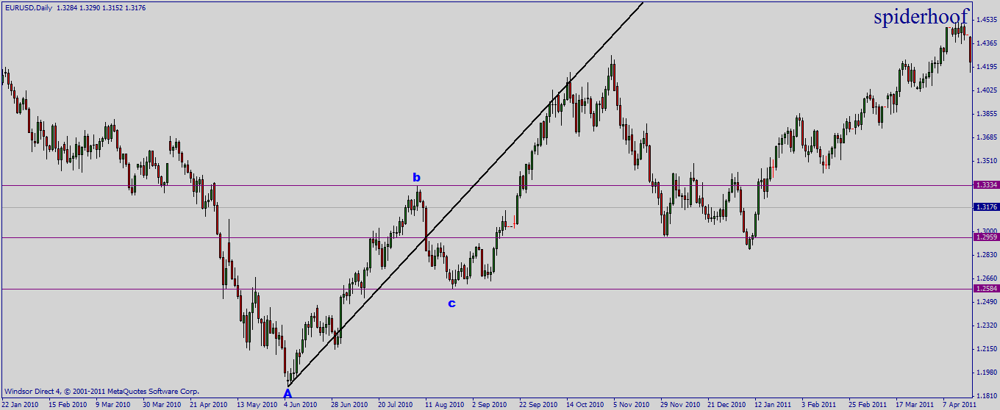 EURUSD,Daily 1.3284 1.3290 1.3152 1.3176
spiderhoof
1.4535
1.4365
1.4195
1.4025
1.3855
1.3685
1.3510
b
1.3334
1.3176
1.3000
1.2959
1.2830
1.2660
1.2584
c
1.2490
1.2320
1.2150
1.1980
Windsor Direct 4, © 2001-2011 MetaQuotes Software Corp.
A
1.1810
22 Jan 2010 15 Feb 2010 9 Mar 2010 30 Mar 2010 21 Apr 2010 13 May 2010 4 Jun 2010 28 Jun 2010 20 Jul 2010 11 Aug 2010 2 Sep 2010 22 Sep 2010 14 Oct 2010 5 Nov 2010 29 Nov 2010 21 Dec 2010 12 Jan 2011 3 Feb 2011 25 Feb 2011 17 Mar 2011 7 Apr 2011